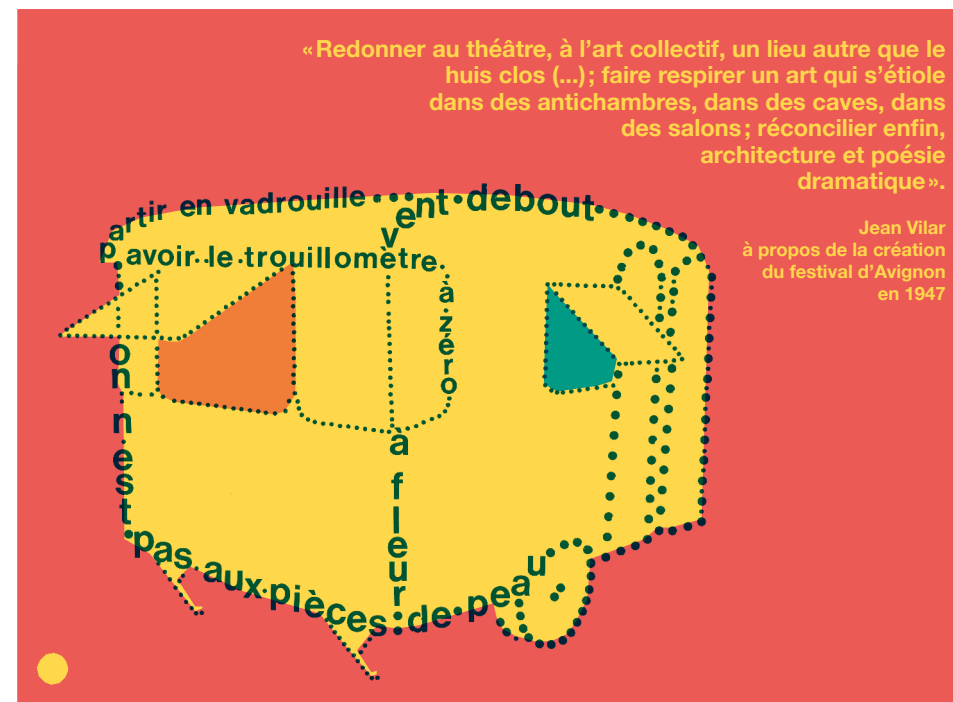 « Redonner au théâtre, à l’art collectif, un lieu autre que le
huis clos (...) ; faire respirer un art qui s’étiole
dans des antichambres, dans des caves, dans
des salons ; réconcilier enfin,
architecture et poésie
dramatique ».
Jean Vilar
à propos de la création
du festival d’Avignon
en 1947
partir en vadrouille
vent debout
avoir le trouillomètre
à zéro
on n est pas aux pièces
à fleur de peau